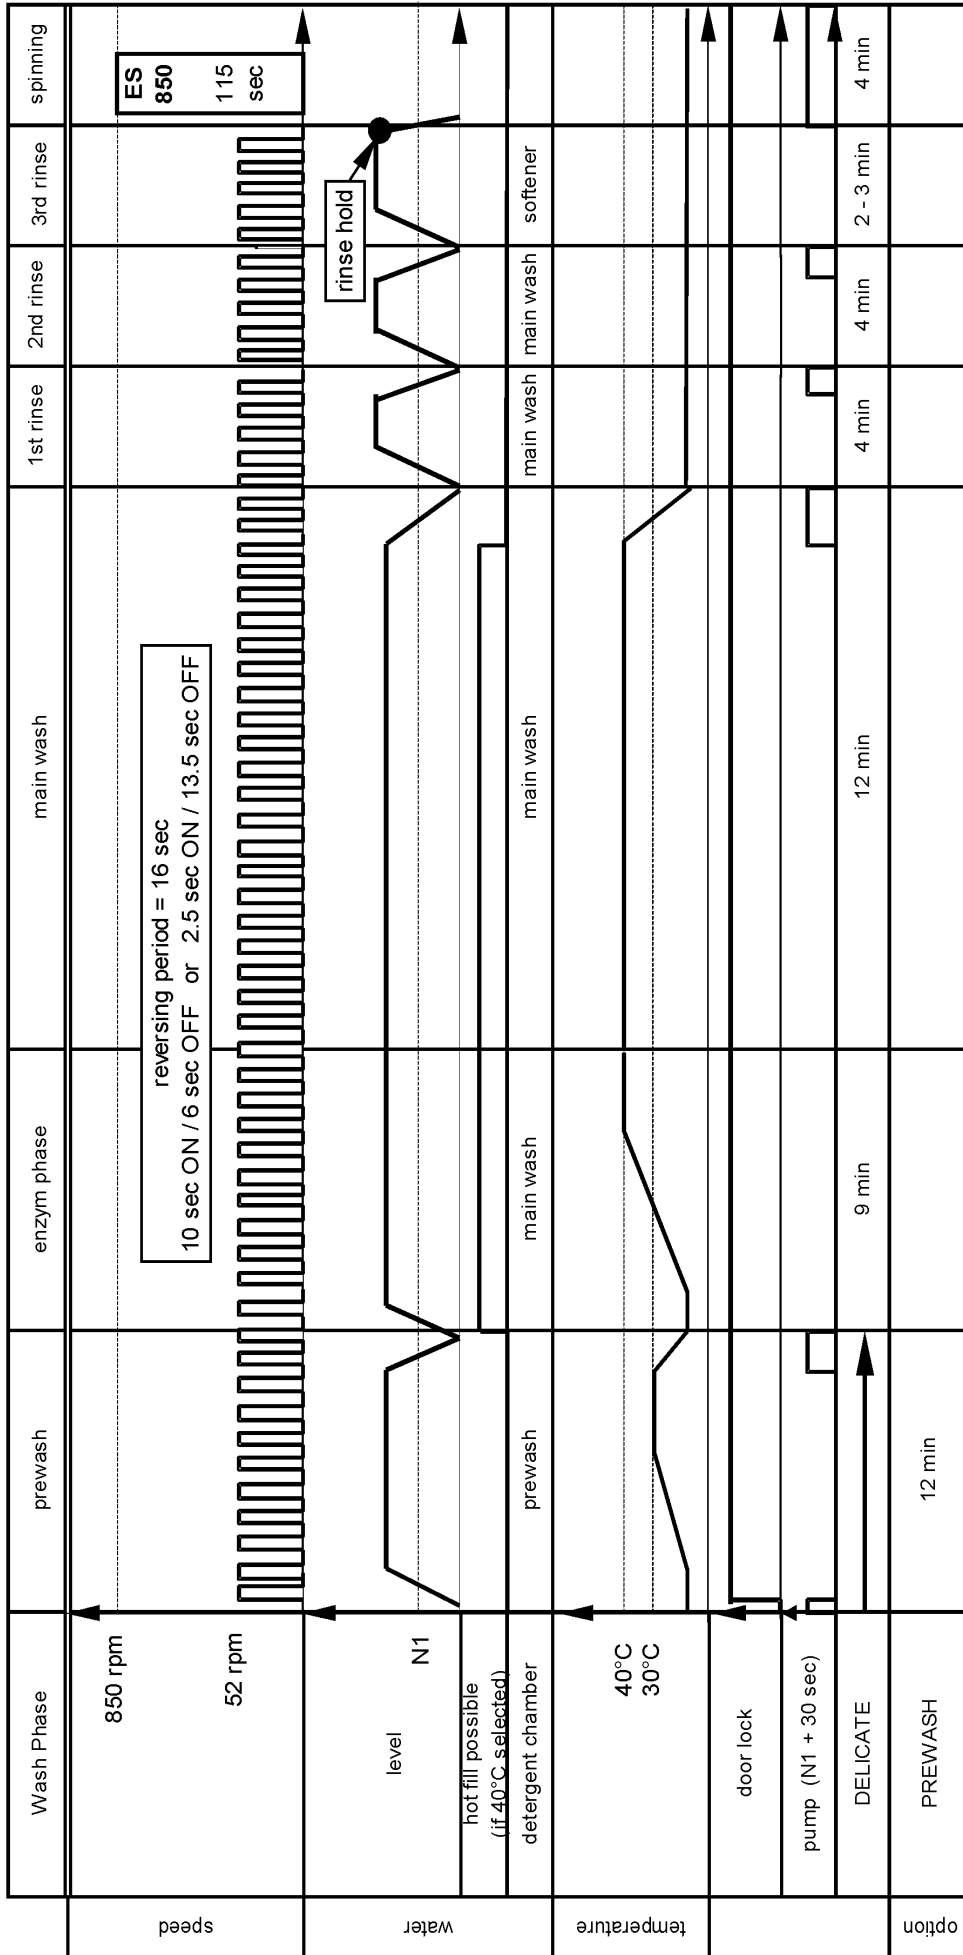 Wash Phase
prewash
enzym phase
main wash
1st rinse
2nd rinse
3rd rinse
spinning
speed
850 rpm
52 rpm
reversing period = 16 sec
10 sec ON / 6 sec OFF or 2.5 sec ON / 13.5 sec OFF
ES
850
115
sec
water
level
N1
rinse hold
hot fill possible
(if 40°C selected)
detergent chamber
prewash
main wash
main wash
main wash
main wash
softener
temperature
40°C
30°C
door lock
pump (N1 + 30 sec)
DELICATE
9 min
12 min
4 min
4 min
2 - 3 min
4 min
option
PREWASH
12 min